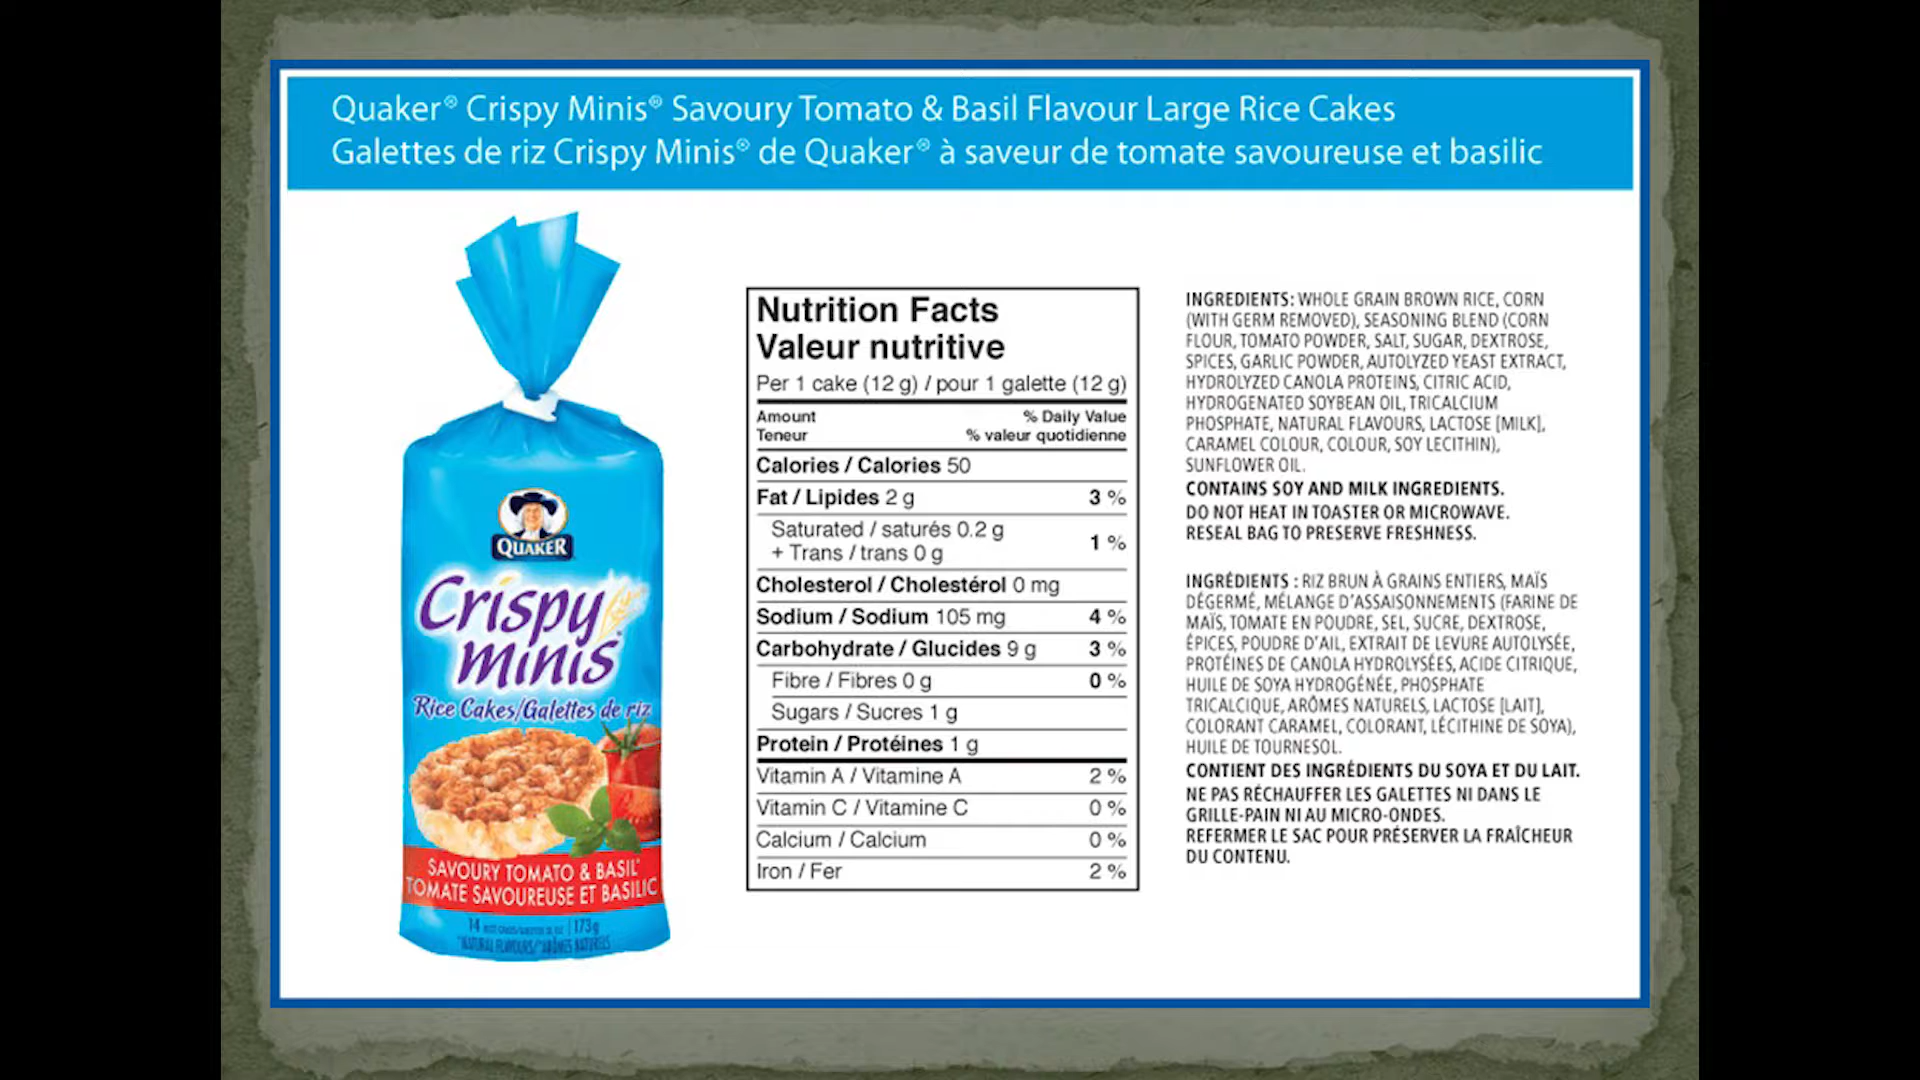 Quaker® Crispy Minis® Savoury Tomato & Basil Flavour Large Rice Cakes
Galettes de riz Crispy Minis® de Quaker® à saveur de tomate savoureuse et basilic
QUAKER
Crispy
minis
Rice Cakes/Galettes de riz
SAVOURY TOMATO & BASIL*
TOMATE SAVOUREUSE ET BASILIC
14 173g
*NATURAL FLAVOURS/*ARÔMES NATURELS
Nutrition Facts
Valeur nutritive
Per 1 cake (12 g) / pour 1 galette (12 g)
Amount % Daily Value
Teneur % valeur quotidienne
Calories / Calories 50
Fat / Lipides 2 g 3 %
Saturated / saturés 0.2 g
+ Trans / trans 0 g 1 %
Cholesterol / Cholestérol 0 mg
Sodium / Sodium 105 mg 4 %
Carbohydrate / Glucides 9 g 3 %
Fibre / Fibres 0 g 0 %
Sugars / Sucres 1 g
Protein / Protéines 1 g
Vitamin A / Vitamine A 2 %
Vitamin C / Vitamine C 0 %
Calcium / Calcium 0 %
Iron / Fer 2 %
INGREDIENTS: WHOLE GRAIN BROWN RICE, CORN
(WITH GERM REMOVED), SEASONING BLEND (CORN
FLOUR, TOMATO POWDER, SALT, SUGAR, DEXTROSE,
SPICES, GARLIC POWDER, AUTOLYZED YEAST EXTRACT,
HYDROLYZED CANOLA PROTEINS, CITRIC ACID,
HYDROGENATED SOYBEAN OIL, TRICALCIUM
PHOSPHATE, NATURAL FLAVOURS, LACTOSE [MILK],
CARAMEL COLOUR, COLOUR, SOY LECITHIN),
SUNFLOWER OIL.
CONTAINS SOY AND MILK INGREDIENTS.
DO NOT HEAT IN TOASTER OR MICROWAVE.
RESEAL BAG TO PRESERVE FRESHNESS.
INGRÉDIENTS : RIZ BRUN À GRAINS ENTIERS, MAÏS
DÉGERMÉ, MÉLANGE D'ASSAISONNEMENTS (FARINE DE
MAÏS, TOMATE EN POUDRE, SEL, SUCRE, DEXTROSE,
ÉPICES, POUDRE D'AIL, EXTRAIT DE LEVURE AUTOLYSÉE,
PROTÉINES DE CANOLA HYDROLYSÉES, ACIDE CITRIQUE,
HUILE DE SOYA HYDROGÉNÉE, PHOSPHATE
TRICALCIQUE, ARÔMES NATURELS, LACTOSE [LAIT],
COLORANT CARAMEL, COLORANT, LÉCITHINE DE SOYA),
HUILE DE TOURNESOL.
CONTIENT DES INGRÉDIENTS DU SOYA ET DU LAIT.
NE PAS RÉCHAUFFER LES GALETTES NI DANS LE
GRILLE-PAIN NI AU MICRO-ONDES.
REFERMER LE SAC POUR PRÉSERVER LA FRAÎCHEUR
DU CONTENU.